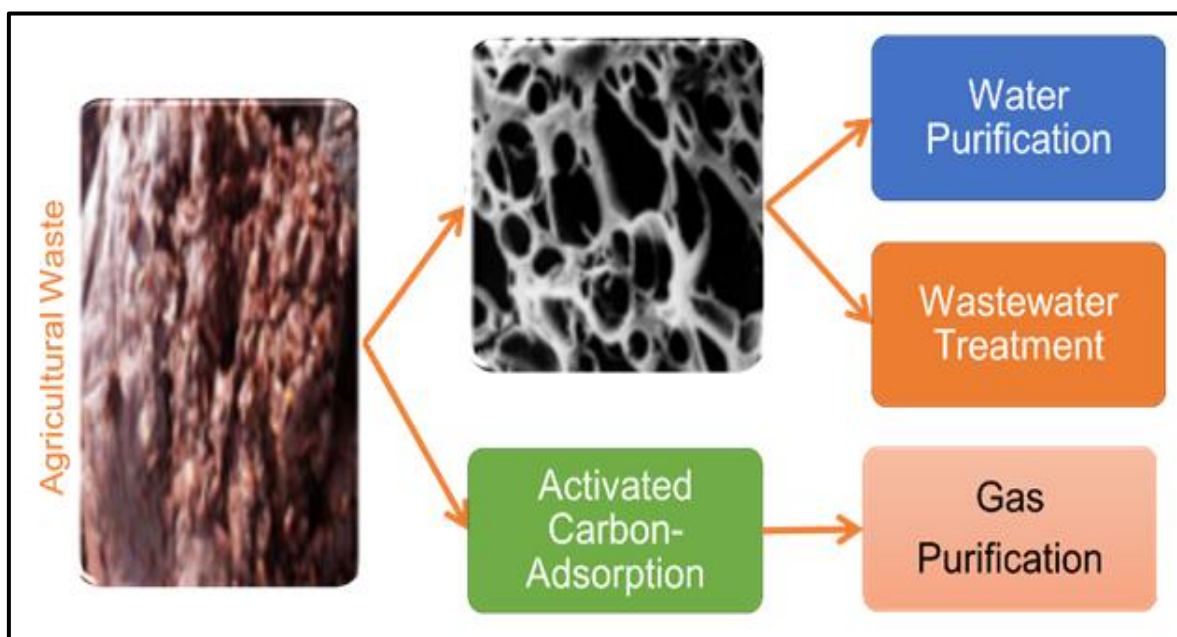 Agricultural Waste
Water
Purification
Wastewater
Treatment
Activated
Carbon-
Adsorption
Gas
Purification